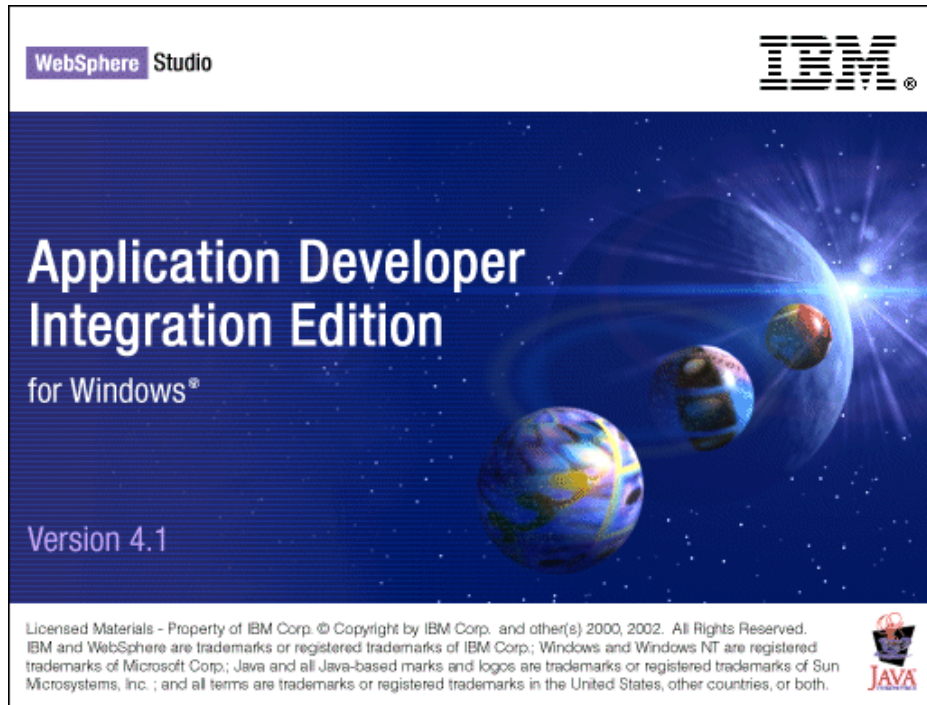 WebSphere Studio
IBM®
Application Developer
Integration Edition
for Windows®
Version 4.1
Licensed Materials - Property of IBM Corp. © Copyright by IBM Corp. and other(s) 2000, 2002. All Rights Reserved.
IBM and WebSphere are trademarks or registered trademarks of IBM Corp.; Windows and Windows NT are registered
trademarks of Microsoft Corp.; Java and all Java-based marks and logos are trademarks or registered trademarks of Sun
Microsystems, Inc. ; and all terms are trademarks or registered trademarks in the United States, other countries, or both.
JAVA